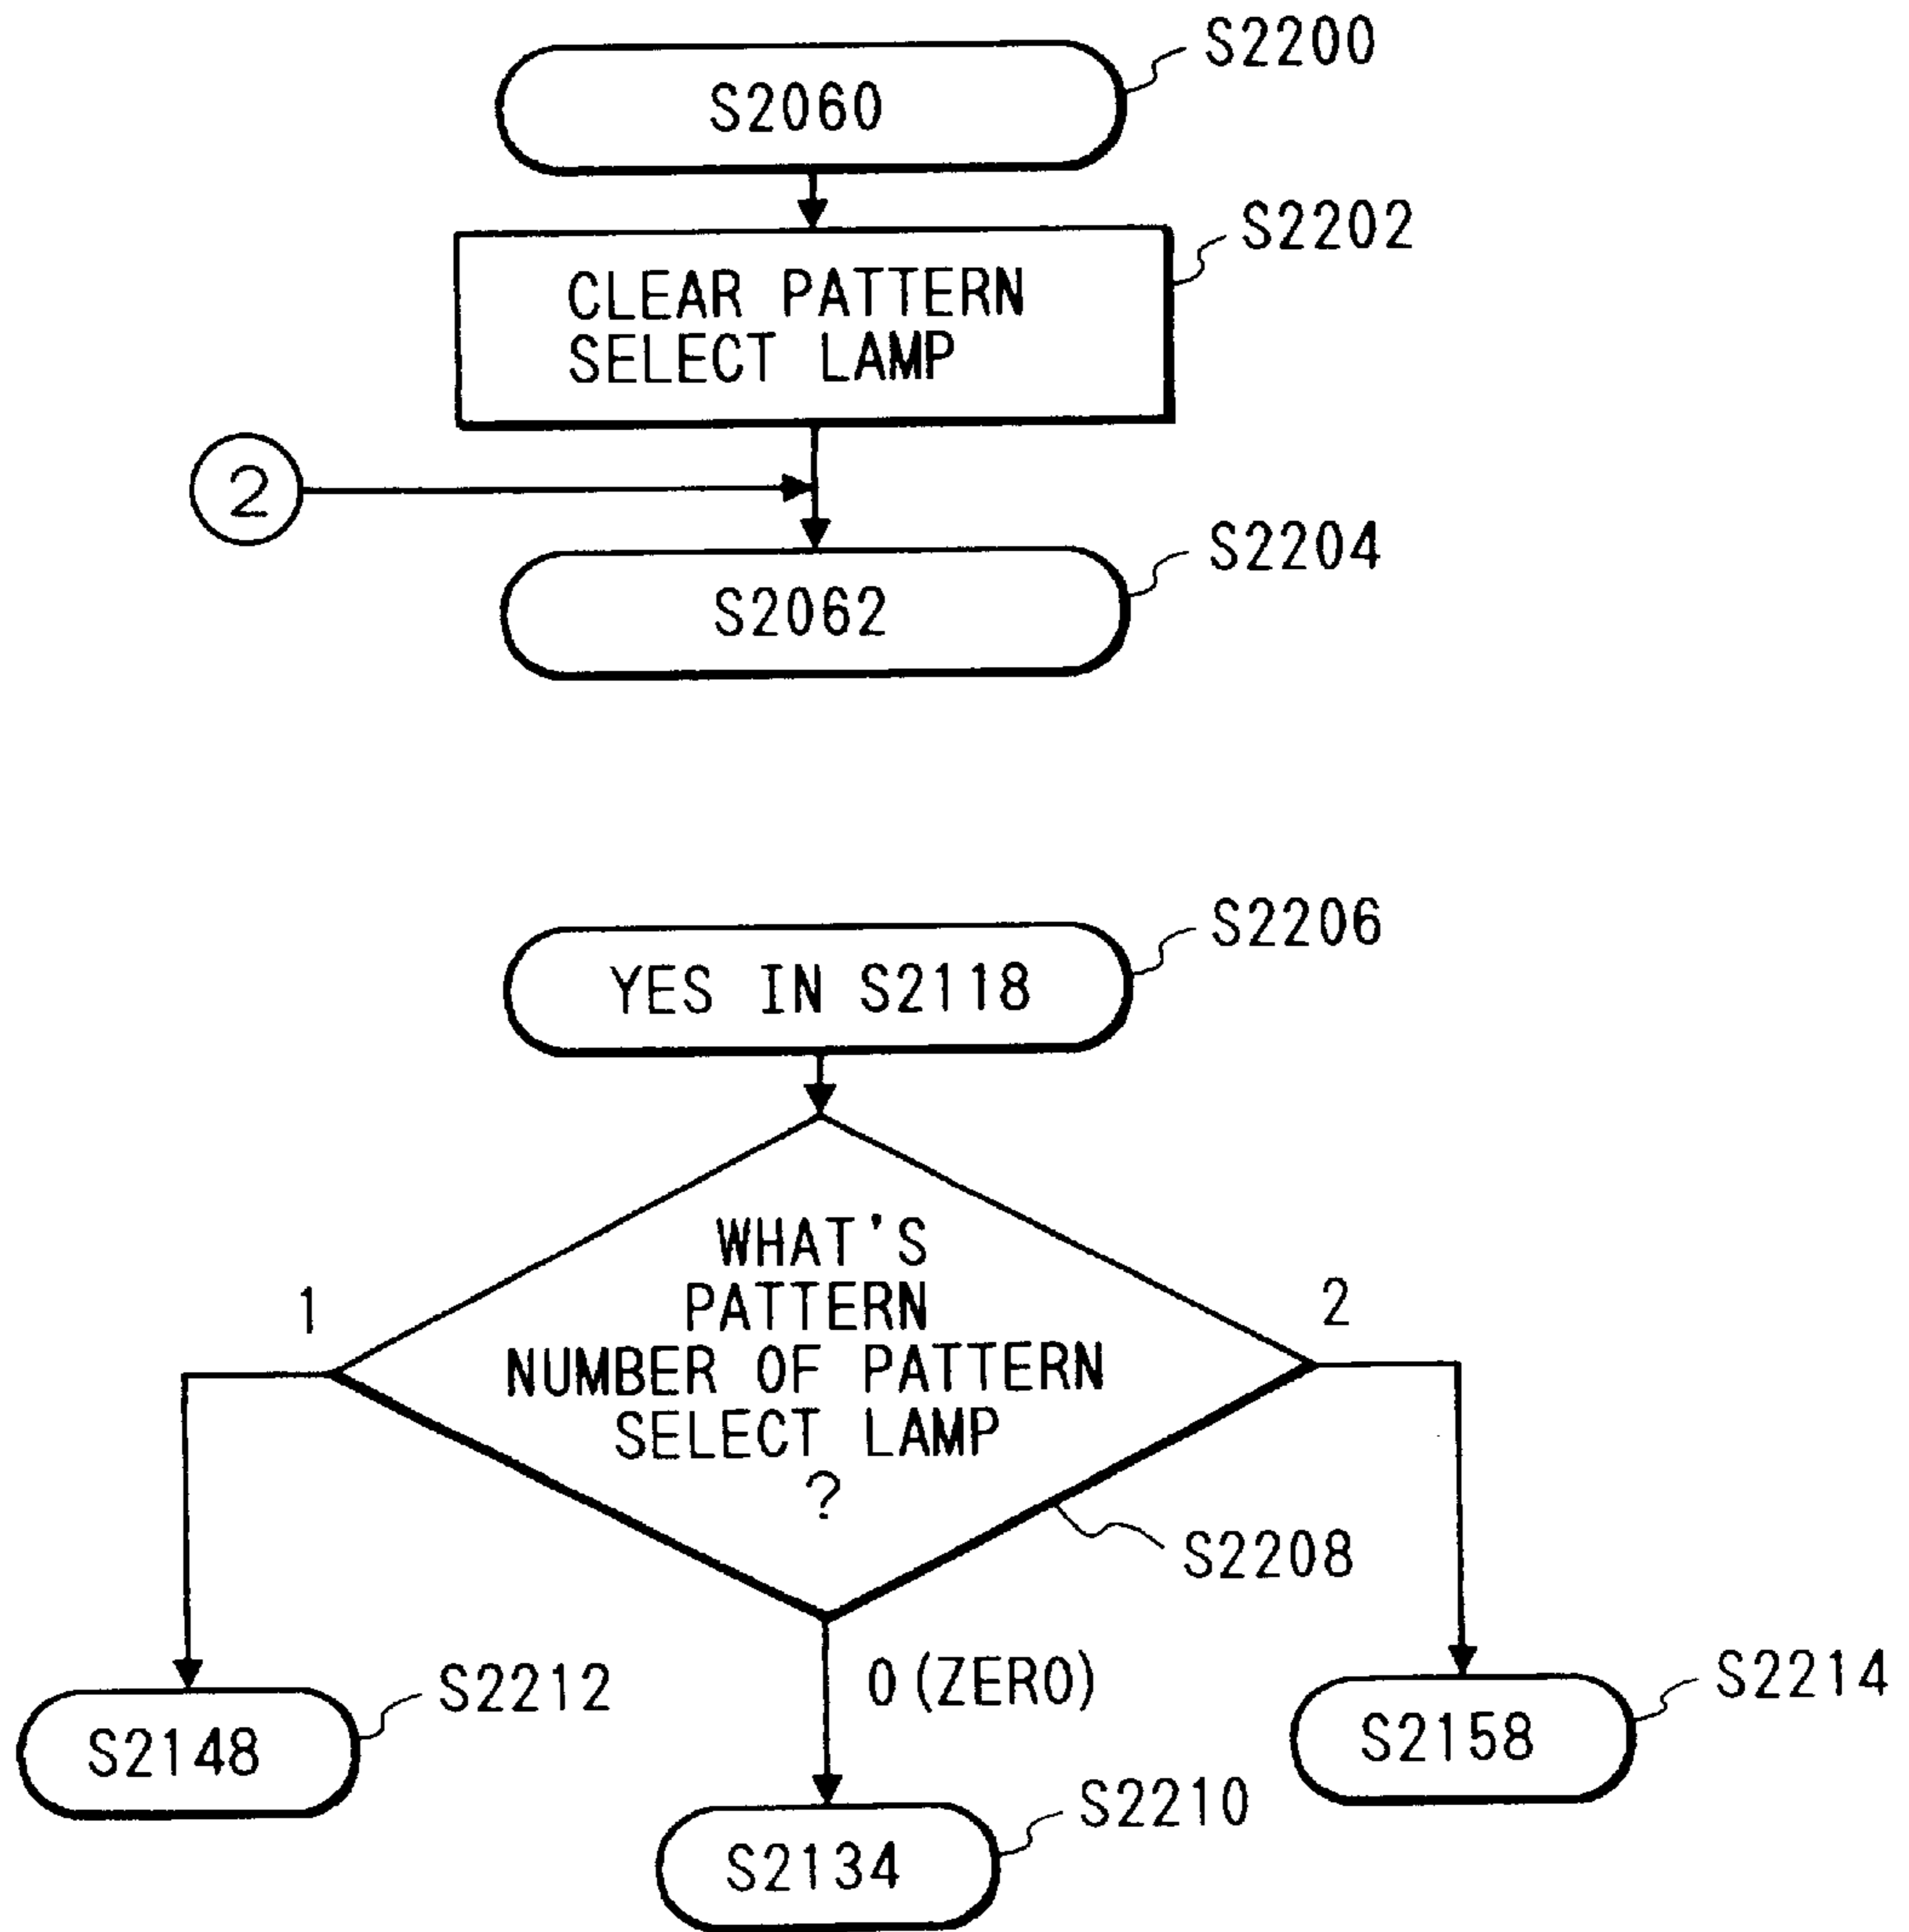 S2200
S2060
S2202
CLEAR PATTERN
SELECT LAMP
2
S2204
S2062
S2206
YES IN S2118
WHAT'S
PATTERN
NUMBER OF PATTERN
SELECT LAMP
?
1
2
S2208
0 (ZERO)
S2212
S2148
S2214
S2158
S2210
S2134